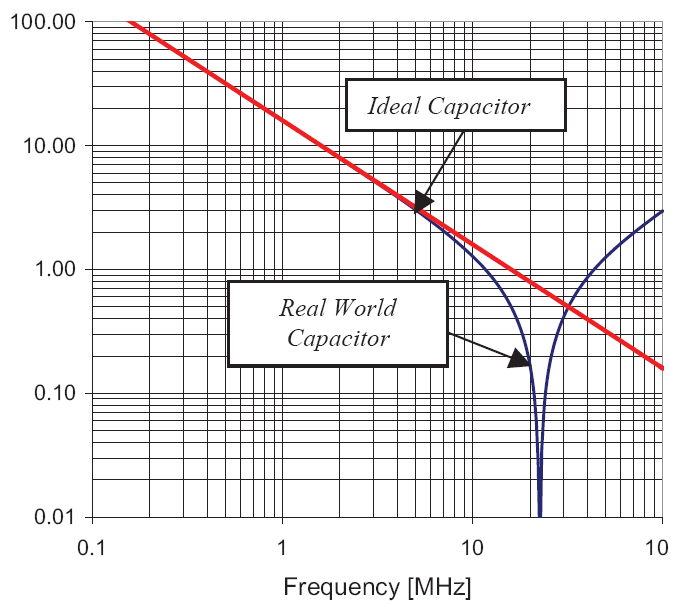 100.00
10.00
1.00
0.10
0.01
Ideal Capacitor
Real World
Capacitor
0.1 1 10 10
Frequency [MHz]